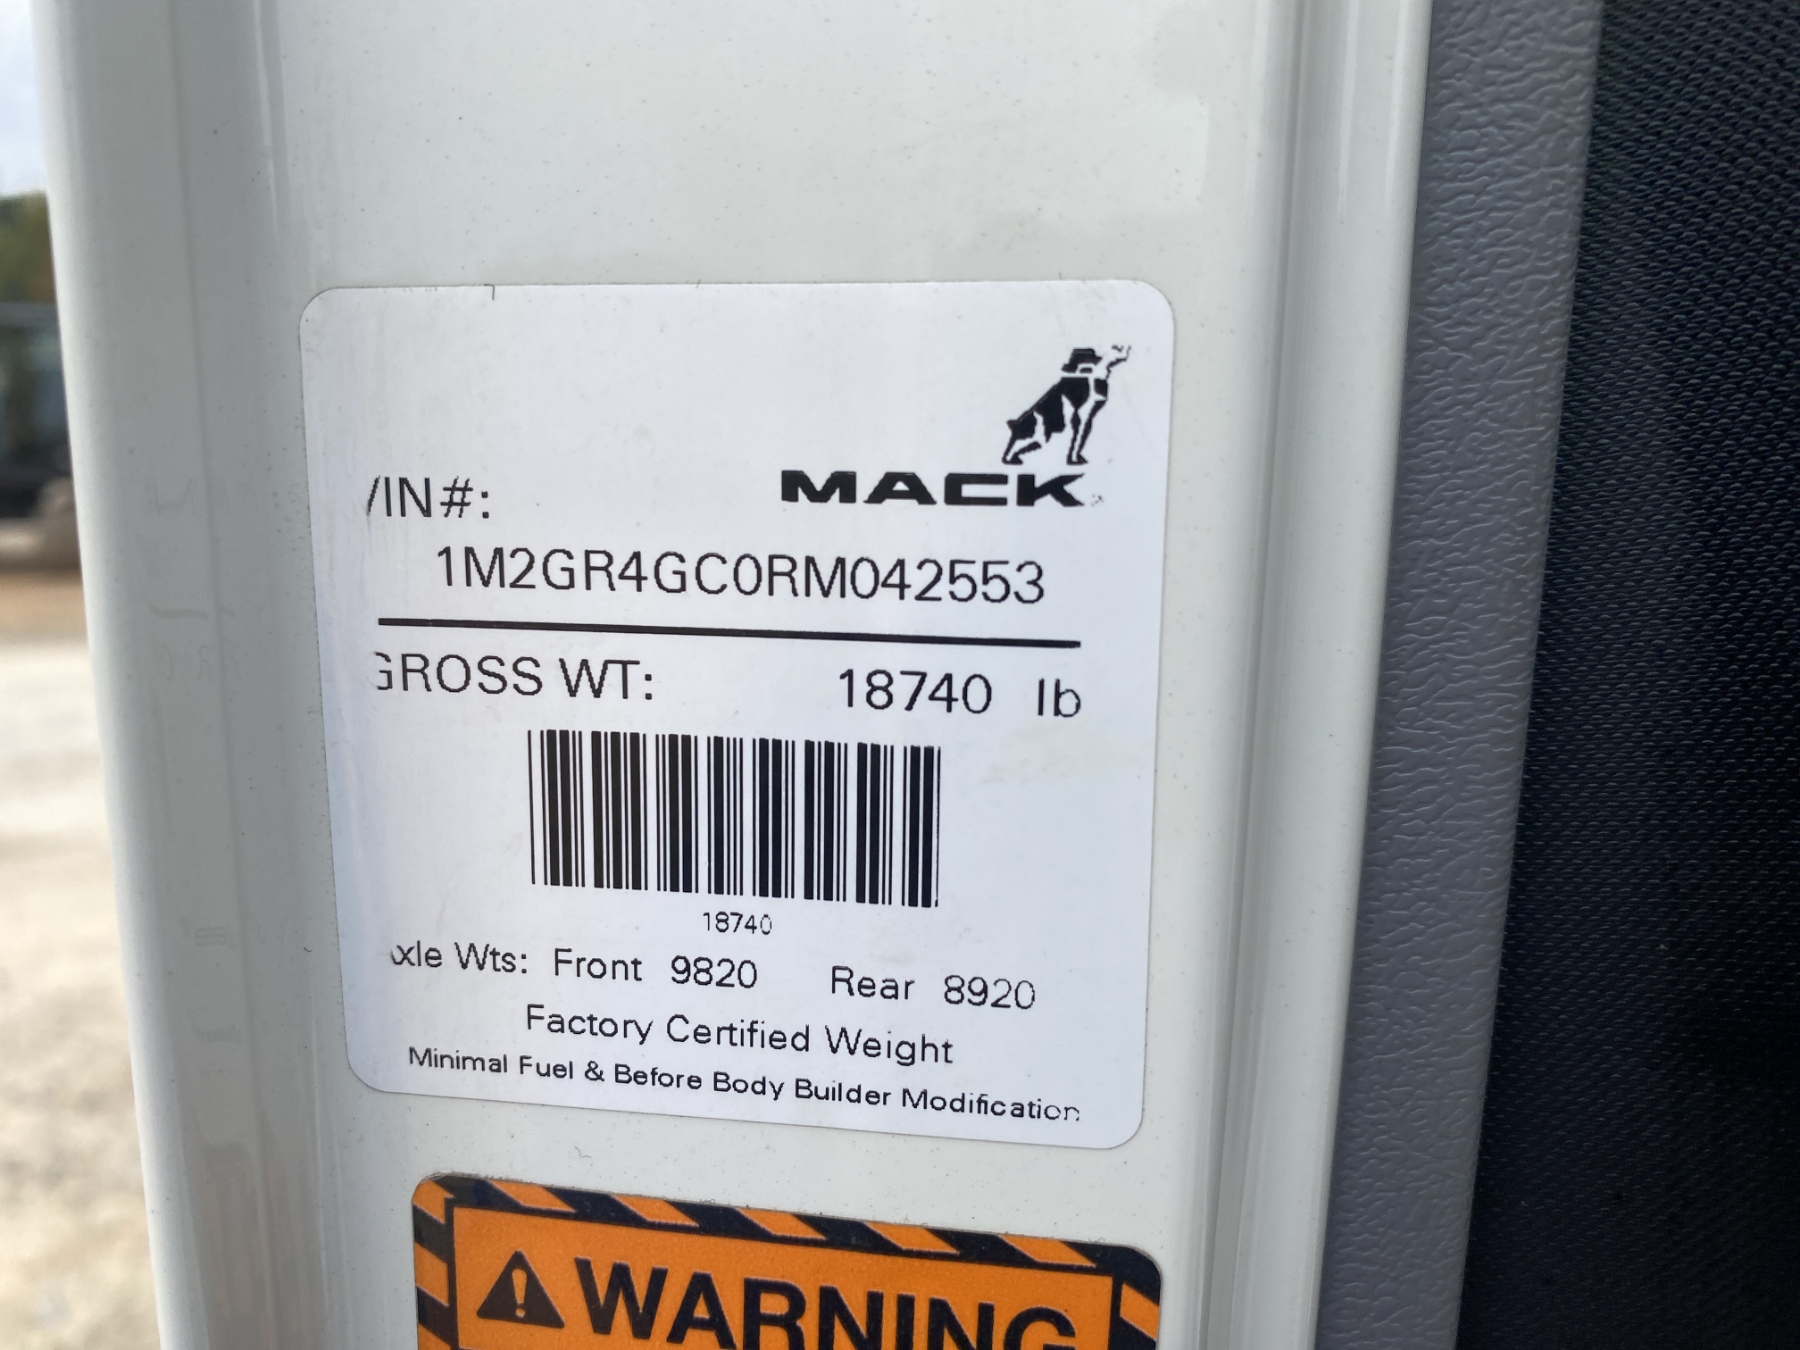 MACK
/IN#:
1M2GR4GC0RM042553
GROSS WT: 18740 lb
18740
xle Wts: Front 9820 Rear 8920
Factory Certified Weight
Minimal Fuel & Before Body Builder Modification
WARNING